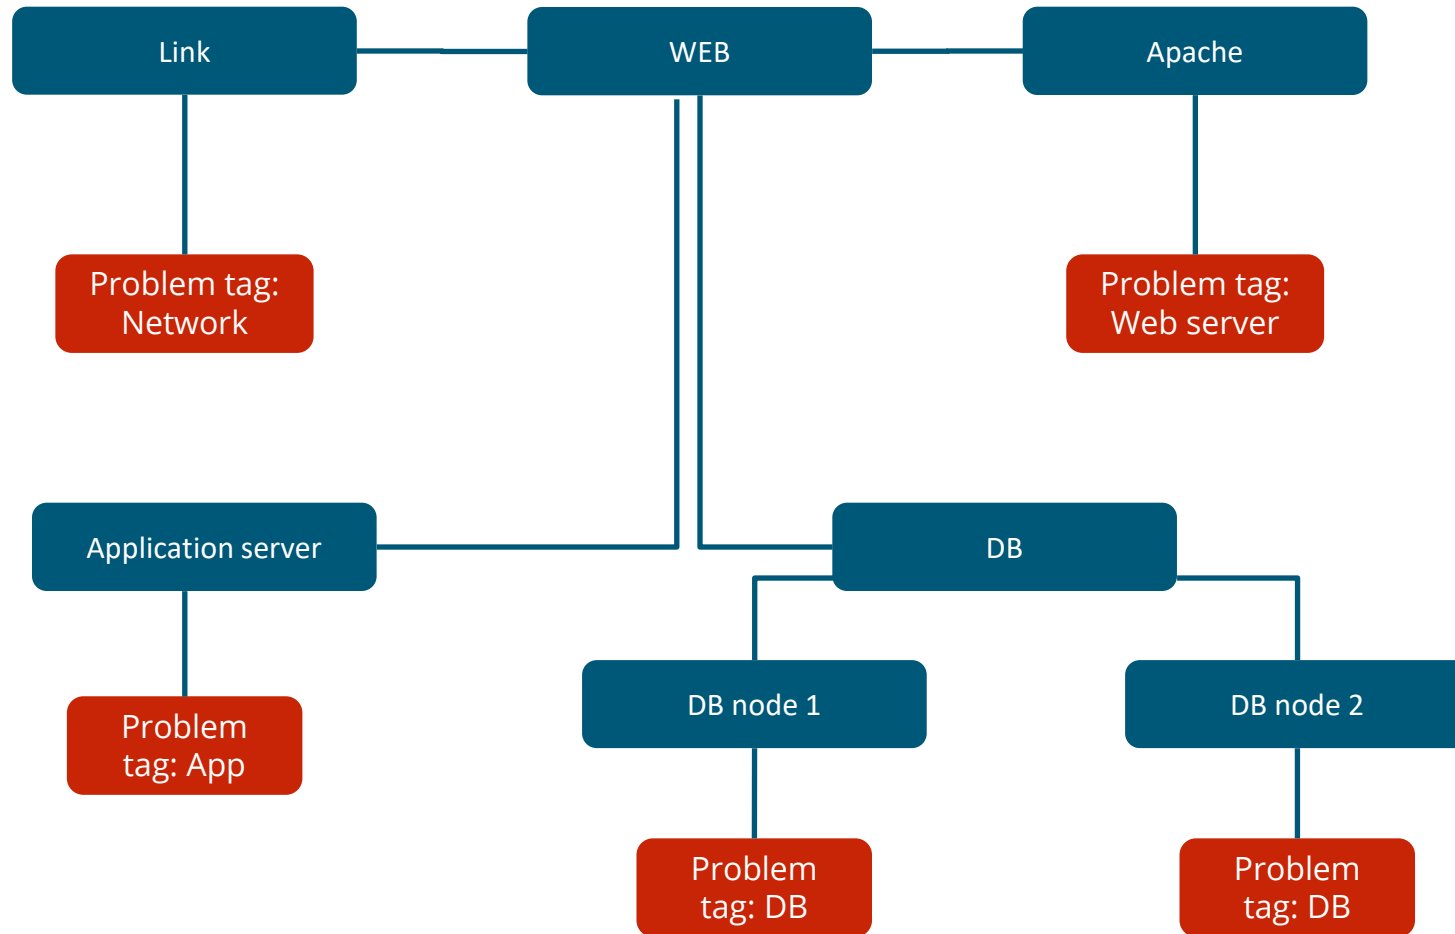 Link
WEB
Apache
Problem tag:
Network
Problem tag:
Web server
Application server
DB
Problem
tag: App
DB node 1
DB node 2
Problem
tag: DB
Problem
tag: DB